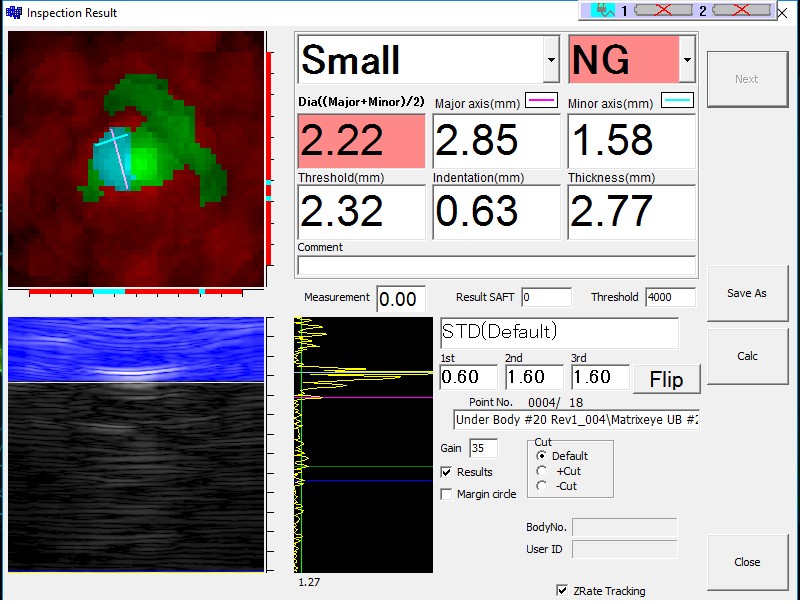 Inspection Result
1 2
Small NG
Next
Dia((Major+Minor)/2) Major axis(mm) Minor axis(mm)
2.22 2.85 1.58
Threshold(mm) Indentation(mm) Thickness(mm)
2.32 0.63 2.77
Comment
Measurement 0.00 Result SAFT 0 Threshold 4000
Save As
STD(Default)
Calc
1st 2nd 3rd
0.60 1.60 1.60 Flip
Point No. 0004/ 18
Under Body #20 Rev1_004\Matrixeye UB #2
Gain 35
Cut
Default
Results
+Cut
-Cut
Margin circle
BodyNo.
User ID
Close
1.27
ZRate Tracking